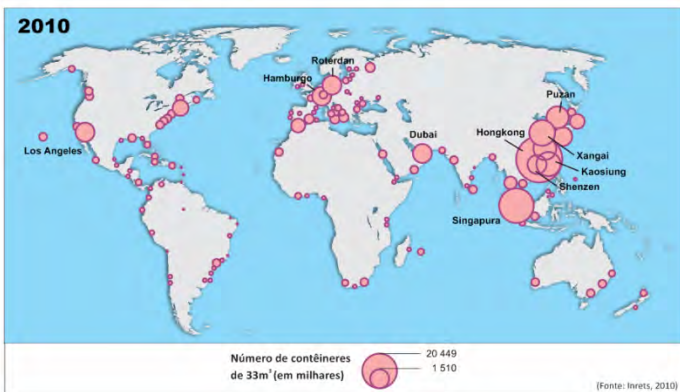 2010
Roterdan
Hamburgo
Puzan
Los Angeles
Dubai
Hongkong
Xangai
Kaosiung
Shenzen
Singapura
Número de contêineres
de 33m³ (em milhares)
20 449
1 510
(Fonte: Inrets, 2010)